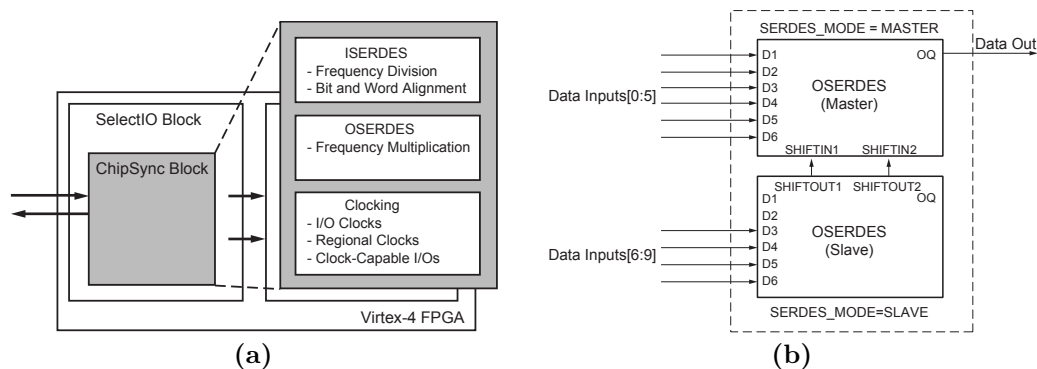 ISERDES
- Frequency Division
- Bit and Word Alignment
OSERDES
- Frequency Multiplication
Clocking
- I/O Clocks
- Regional Clocks
- Clock-Capable I/Os
SelectIO Block
ChipSync Block
Virtex-4 FPGA
(a)
SERDES_MODE = MASTER
Data Inputs[0:5]
D1
D2
D3
D4
D5
D6
OSERDES
(Master)
OQ
Data Out
SHIFTIN1 SHIFTIN2
SHIFTOUT1 SHIFTOUT2
Data Inputs[6:9]
D1
D2
D3
D4
D5
D6
OSERDES
(Slave)
OQ
SERDES_MODE=SLAVE
(b)